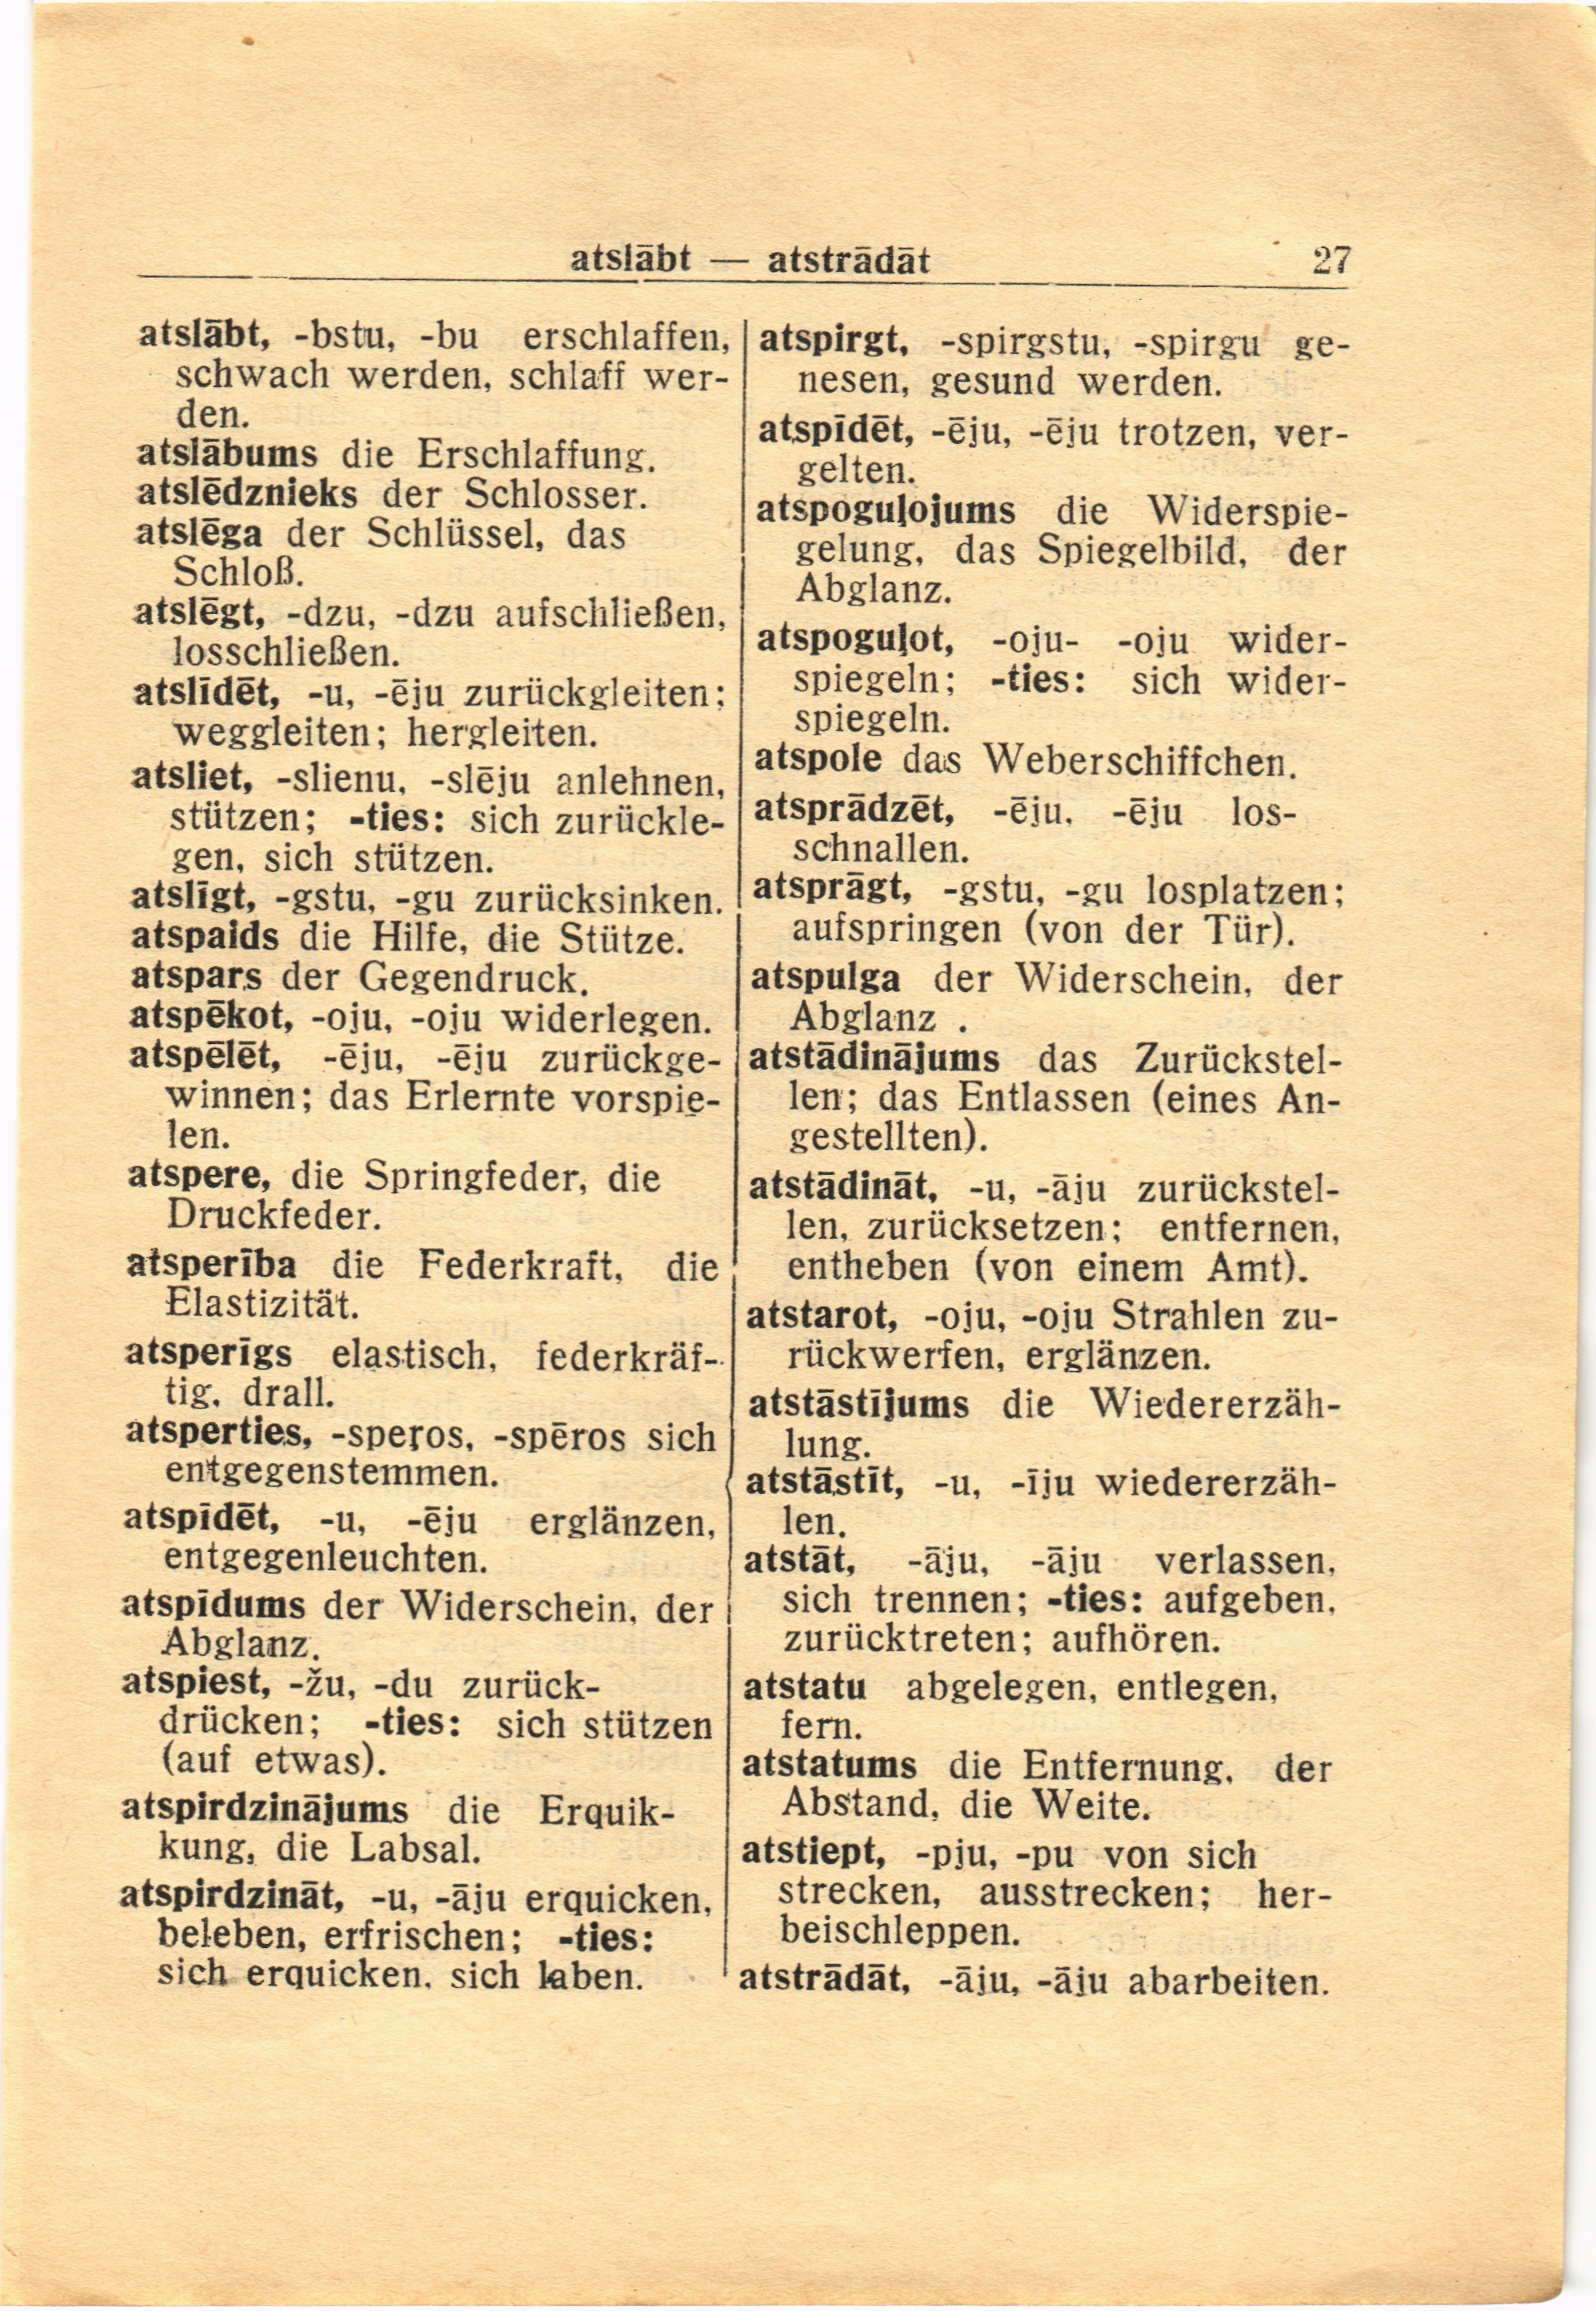 atslābt — atstrādāt 27
atslābt, -bstu, -bu erschlaffen,
schwach werden, schlaff wer-
den.
atslābums die Erschlaffung.
atslēdznieks der Schlosser.
atslēga der Schlüssel, das
Schloß.
atslēgt, -dzu, -dzu aufschließen,
losschließen.
atslīdēt, -u, -ēju zurückgleiten;
weggleiten; hergleiten.
atsliet, -slienu, -slēju anlehnen,
stützen; -ties: sich zurückle-
gen, sich stützen.
atslīgt, -gstu, -gu zurücksinken.
atspaids die Hilfe, die Stütze.
atspars der Gegendruck.
atspēkot, -oju, -oju widerlegen.
atspēlēt, -ēju, -ēju zurückge-
winnen; das Erlernte vorspie-
len.
atspere, die Springfeder, die
Druckfeder.
atsperība die Federkraft, die
Elastizität.
atsperīgs elastisch, federkräf-
tig, drall.
atsperties, -speŗos, -spēros sich
entgegenstemmen.
atspīdēt, -u, -ēju erglänzen,
entgegenleuchten.
atspīdums der Widerschein, der
Abglanz.
atspiest, -žu, -du zurück-
drücken; -ties: sich stützen
(auf etwas).
atspirdzinājums die Erquik-
kung, die Labsal.
atspirdzināt, -u, -āju erquicken,
beleben, erfrischen; -ties:
sich erquicken, sich laben.
atspirgt, -spirgstu, -spirgu ge-
nesen, gesund werden.
atspīdēt, -ēju, -ēju trotzen, ver-
gelten.
atspoguļojums die Widerspie-
gelung, das Spiegelbild, der
Abglanz.
atspoguļot, -oju- -oju wider-
spiegeln; -ties: sich wider-
spiegeln.
atspole das Weberschiffchen.
atsprādzēt, -ēju, -ēju los-
schnallen.
atsprāgt, -gstu, -gu losplatzen;
aufspringen (von der Tür).
atspulga der Widerschein, der
Abglanz .
atstādinājums das Zurückstel-
len; das Entlassen (eines An-
gestellten).
atstādināt, -u, -āju zurückstel-
len, zurücksetzen; entfernen,
entheben (von einem Amt).
atstarot, -oju, -oju Strahlen zu-
rückwerfen, erglänzen.
atstāstījums die Wiedererzäh-
lung.
atstāstīt, -u, -īju wiedererzäh-
len.
atstāt, -āju, -āju verlassen,
sich trennen; -ties: aufgeben,
zurücktreten; aufhören.
atstatu abgelegen, entlegen,
fern.
atstatums die Entfernung, der
Abstand, die Weite.
atstiept, -pju, -pu von sich
strecken, ausstrecken; her-
beischleppen.
atstrādāt, -āju, -āju abarbeiten.